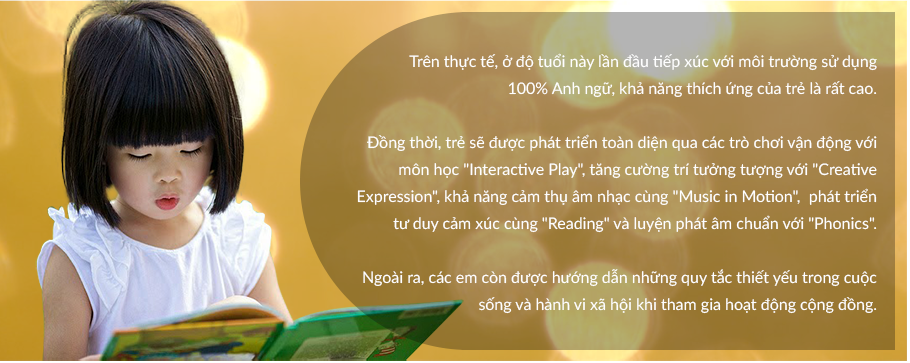 Trên thực tế, ở độ tuổi này lần đầu tiếp xúc với môi trường sử dụng
100% Anh ngữ, khả năng thích ứng của trẻ là rất cao.
Đồng thời, trẻ sẽ được phát triển toàn diện qua các trò chơi vận động với
môn học "Interactive Play", tăng cường trí tưởng tượng với "Creative
Expression", khả năng cảm thụ âm nhạc cùng "Music in Motion", phát triển
tư duy cảm xúc cùng "Reading" và luyện phát âm chuẩn với "Phonics".
Ngoài ra, các em còn được hướng dẫn những quy tắc thiết yếu trong cuộc
sống và hành vi xã hội khi tham gia hoạt động cộng đồng.